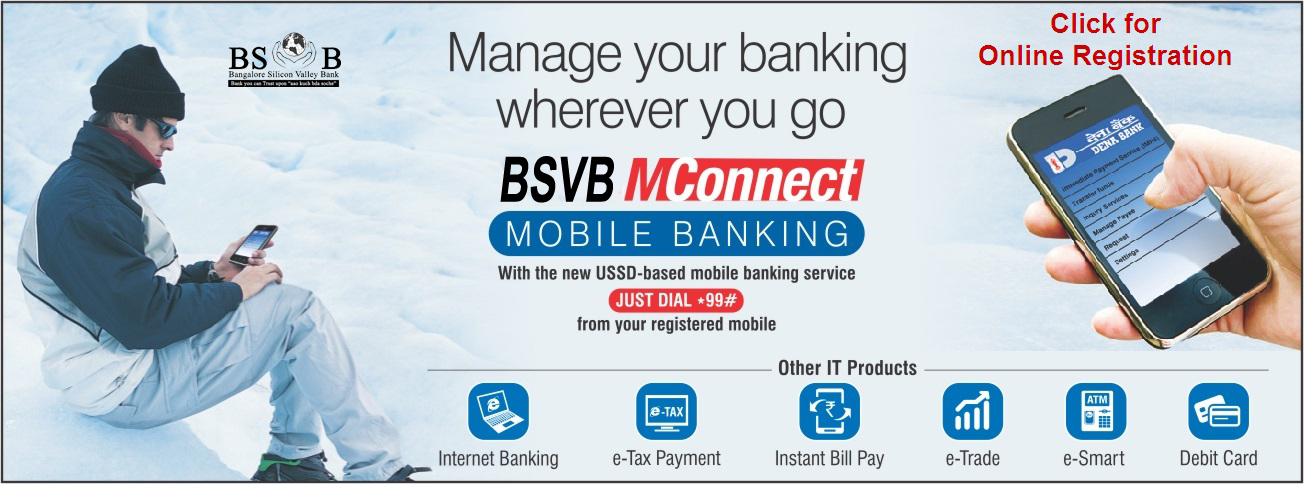 BSVB
Bangalore Silicon Valley Bank
Bank you can Trust upon "sao kuch bda soche"
Manage your banking
wherever you go
BSVB MConnect
MOBILE BANKING
With the new USSD-based mobile banking service
JUST DIAL *99#
from your registered mobile
Click for
Online Registration
देना बैंक
DENA BANK
Immediate Payment Service (IMPS)
Transfer funds
Inquiry Services
Manage Payee
Request
Settings
Other IT Products
e-TAX
ATM
Internet Banking
e-Tax Payment
Instant Bill Pay
e-Trade
e-Smart
Debit Card